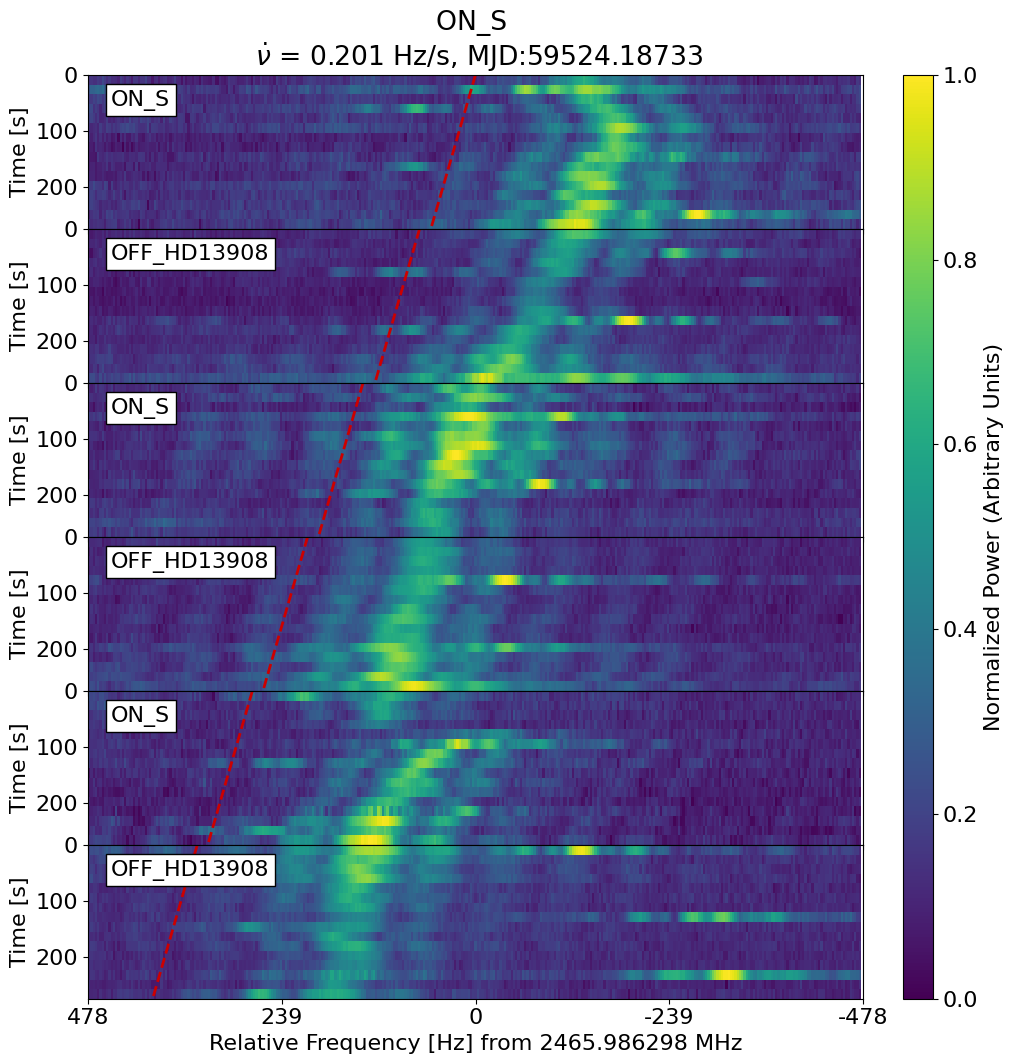 ON_S
ν̇ = 0.201 Hz/s, MJD:59524.18733
0
ON_S
100
200
Time [s]
0
OFF_HD13908
100
200
Time [s]
0
ON_S
100
200
Time [s]
0
OFF_HD13908
100
200
Time [s]
0
ON_S
100
200
Time [s]
0
OFF_HD13908
100
200
Time [s]
478 239 0 -239 -478
Relative Frequency [Hz] from 2465.986298 MHz
1.0
0.8
0.6
0.4
0.2
0.0
Normalized Power (Arbitrary Units)